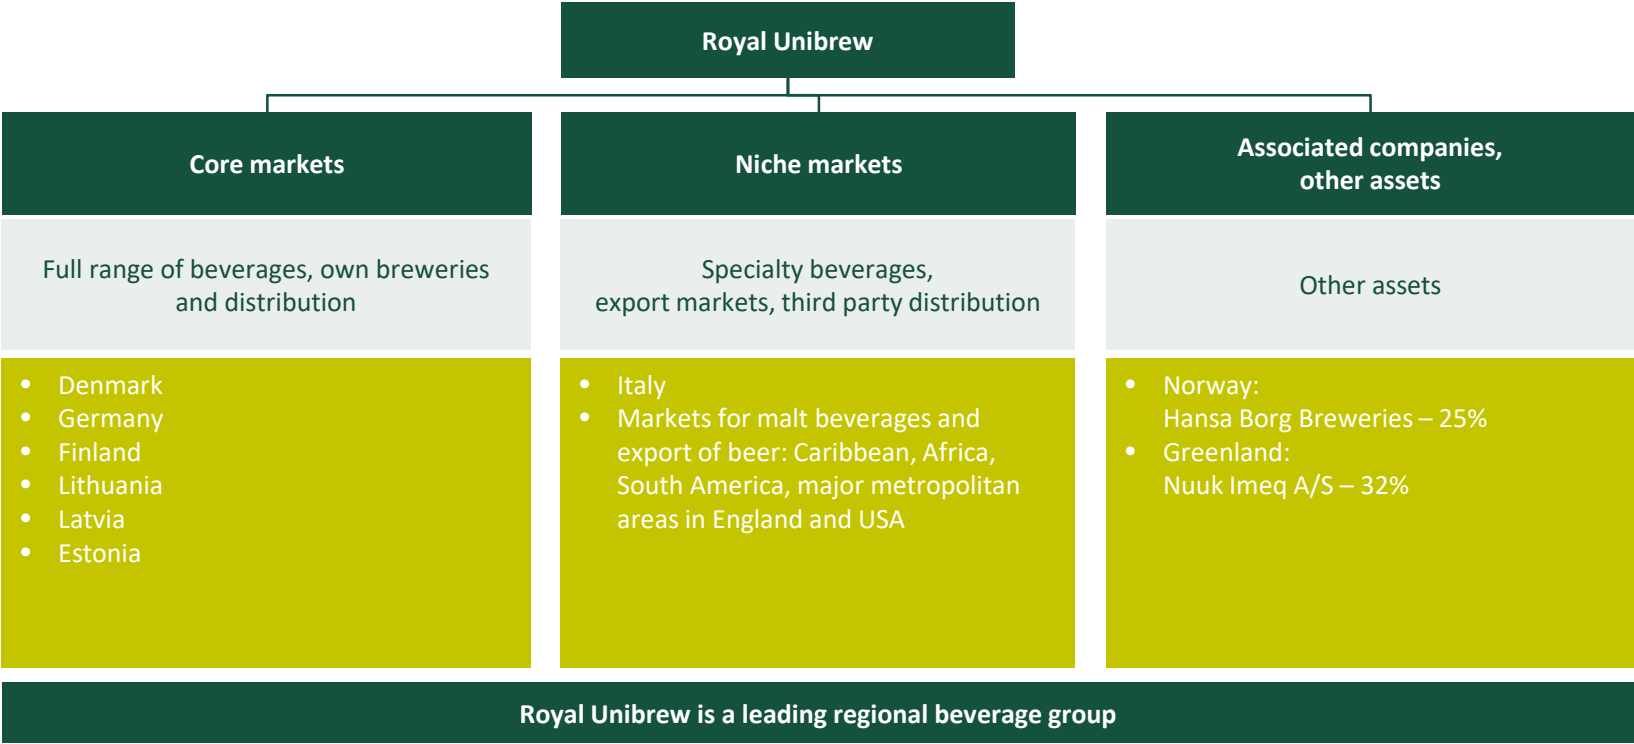 Royal Unibrew
Core markets
Niche markets
Associated companies,
other assets
Full range of beverages, own breweries
and distribution
Specialty beverages,
export markets, third party distribution
Other assets
• Denmark
• Germany
• Finland
• Lithuania
• Latvia
• Estonia
• Italy
• Markets for malt beverages and
export of beer: Caribbean, Africa,
South America, major metropolitan
areas in England and USA
• Norway:
Hansa Borg Breweries – 25%
• Greenland:
Nuuk Imeq A/S – 32%
Royal Unibrew is a leading regional beverage group